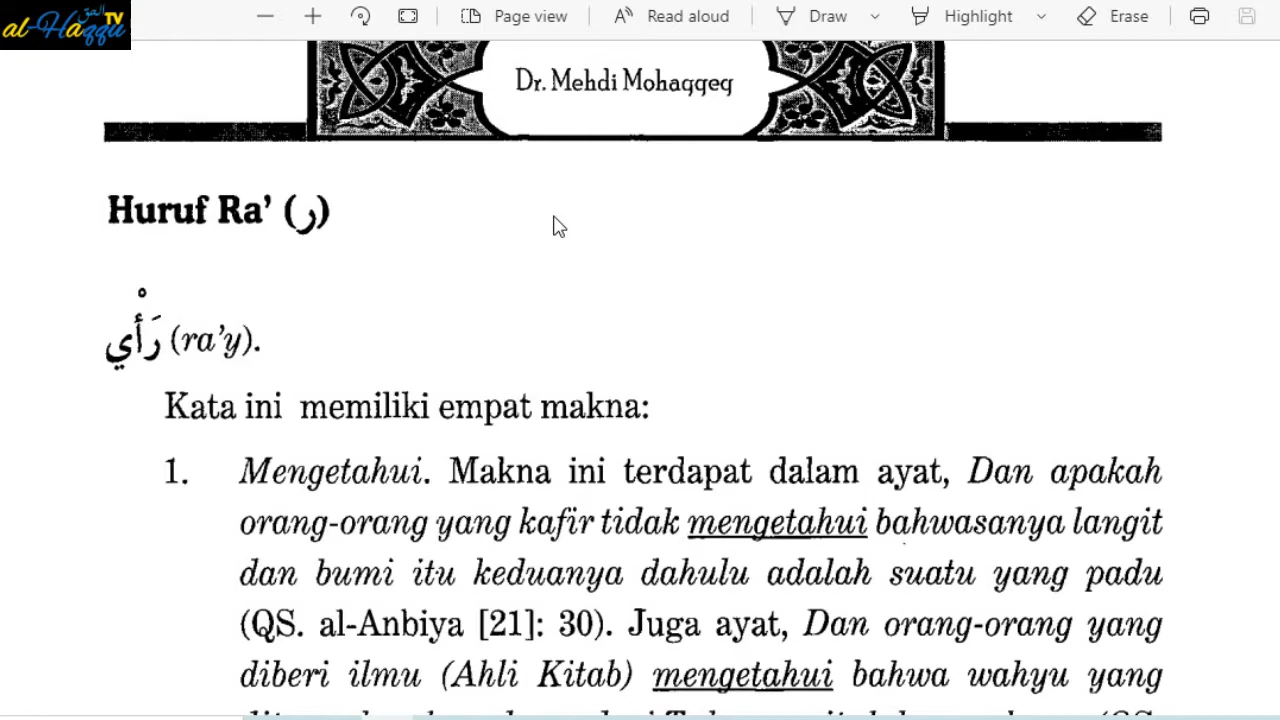 الحق TV
al-Haqqu
Page view
Read aloud
Draw
Highlight
Erase
Dr. Mehdi Mohaqqeq
Huruf Ra’ (ر)
رَأْي (ra’y).
Kata ini memiliki empat makna:
1. Mengetahui. Makna ini terdapat dalam ayat, Dan apakah
orang-orang yang kafir tidak mengetahui bahwasanya langit
dan bumi itu keduanya dahulu adalah suatu yang padu
(QS. al-Anbiya [21]: 30). Juga ayat, Dan orang-orang yang
diberi ilmu (Ahli Kitab) mengetahui bahwa wahyu yang